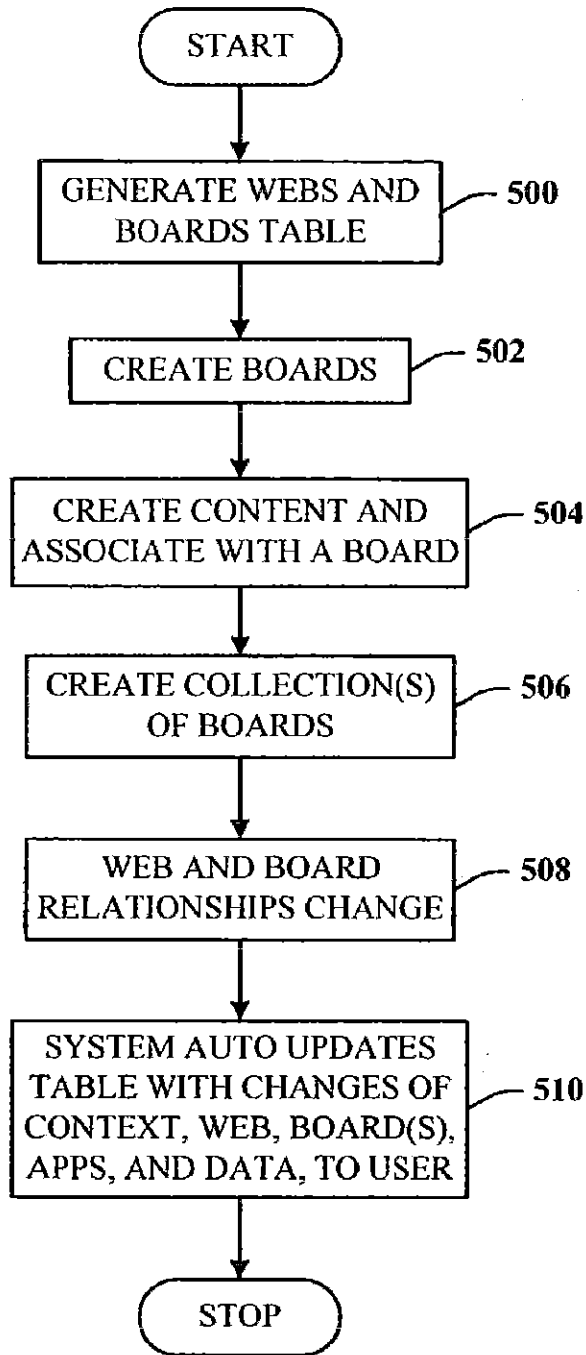 START
GENERATE WEBS AND
BOARDS TABLE
500
CREATE BOARDS
502
CREATE CONTENT AND
ASSOCIATE WITH A BOARD
504
CREATE COLLECTION(S)
OF BOARDS
506
WEB AND BOARD
RELATIONSHIPS CHANGE
508
SYSTEM AUTO UPDATES
TABLE WITH CHANGES OF
CONTEXT, WEB, BOARD(S),
APPS, AND DATA, TO USER
510
STOP